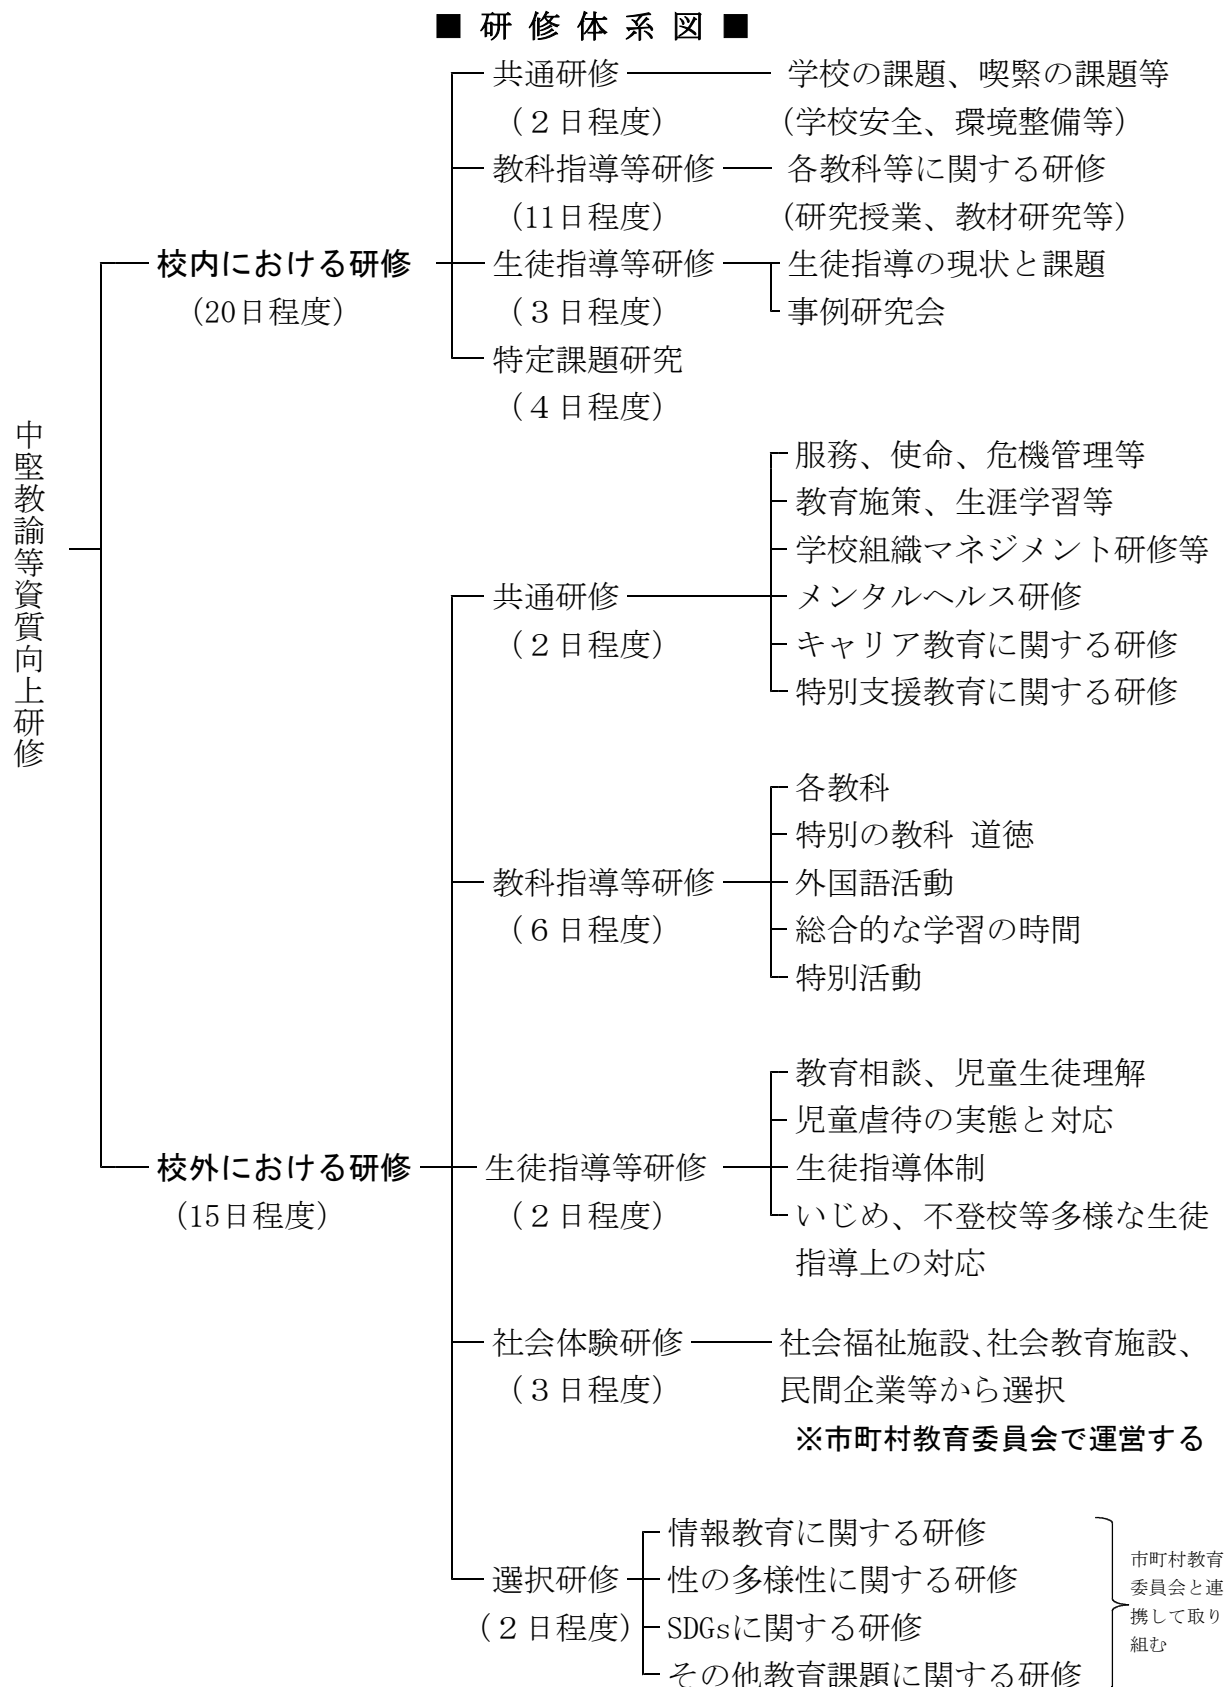 ■ 研 修 体 系 図 ■
中堅教諭等資質向上研修
校内における研修
(20日程度)
共通研修
(２日程度)
学校の課題、喫緊の課題等
(学校安全、環境整備等)
教科指導等研修
(11日程度)
各教科等に関する研修
(研究授業、教材研究等)
生徒指導等研修
(３日程度)
生徒指導の現状と課題
事例研究会
特定課題研究
(４日程度)
校外における研修
(15日程度)
共通研修
(２日程度)
服務、使命、危機管理等
教育施策、生涯学習等
学校組織マネジメント研修等
メンタルヘルス研修
キャリア教育に関する研修
特別支援教育に関する研修
教科指導等研修
(６日程度)
各教科
特別の教科 道徳
外国語活動
総合的な学習の時間
特別活動
生徒指導等研修
(２日程度)
教育相談、児童生徒理解
児童虐待の実態と対応
生徒指導体制
いじめ、不登校等多様な生徒
指導上の対応
社会体験研修
(３日程度)
社会福祉施設、社会教育施設、
民間企業等から選択
※市町村教育委員会で運営する
選択研修
(２日程度)
情報教育に関する研修
性の多様性に関する研修
SDGsに関する研修
その他教育課題に関する研修
市町村教育
委員会と連
携して取り
組む